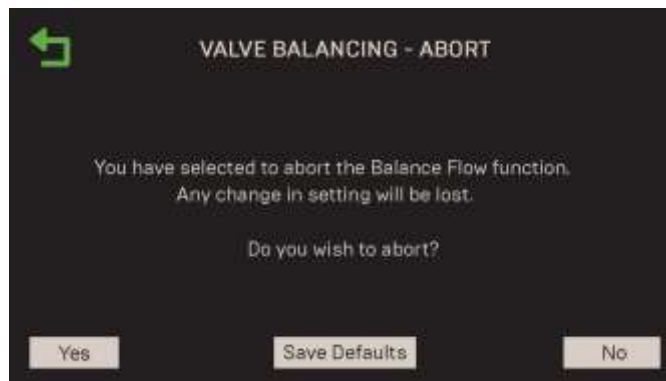 VALVE BALANCING - ABORT
You have selected to abort the Balance Flow function.
Any change in setting will be lost.
Do you wish to abort?
Yes
Save Defaults
No